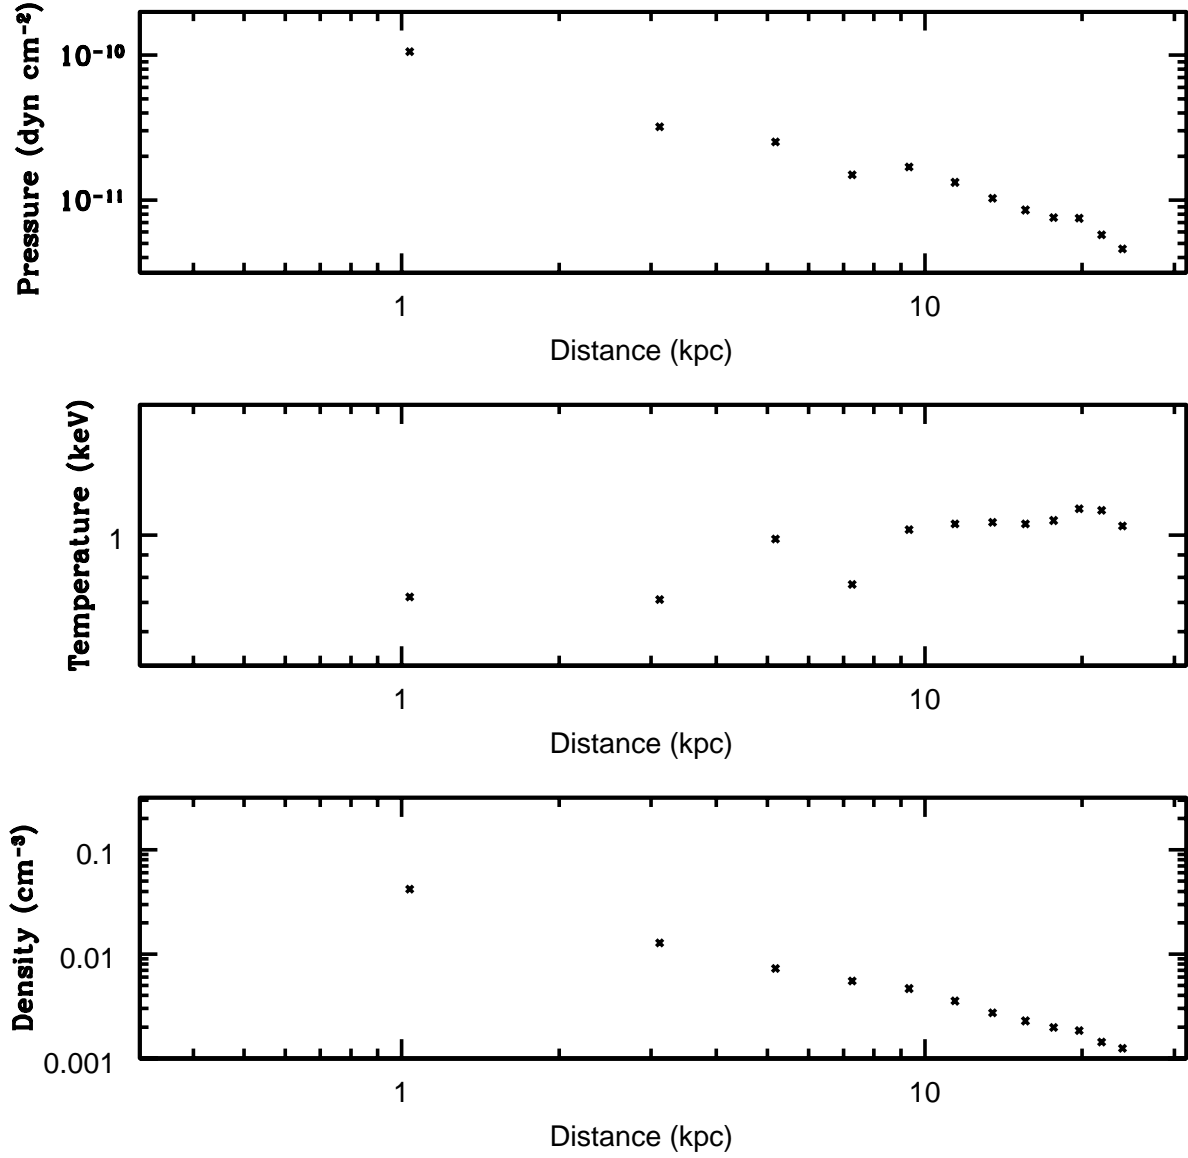 Pressure (dyn cm⁻²)
10⁻¹⁰
10⁻¹¹
1 10
Distance (kpc)
Temperature (keV)
1
1 10
Distance (kpc)
Density (cm⁻³)
0.1
0.01
0.001
1 10
Distance (kpc)